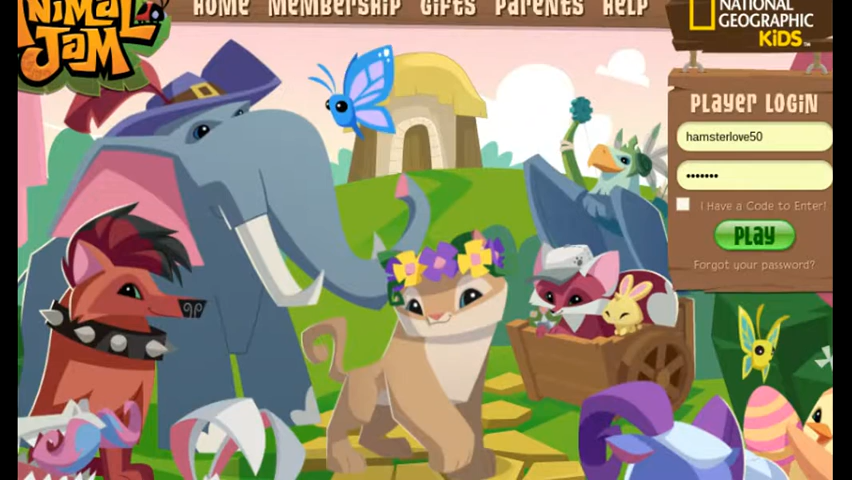 Animal
Jam
Home Membership Gifts Parents Help
NATIONAL
GEOGRAPHIC
KiDS
PLAYER LOGIN
hamsterlove50
•••••••
I Have a Code to Enter!
PLAY
Forgot your password?